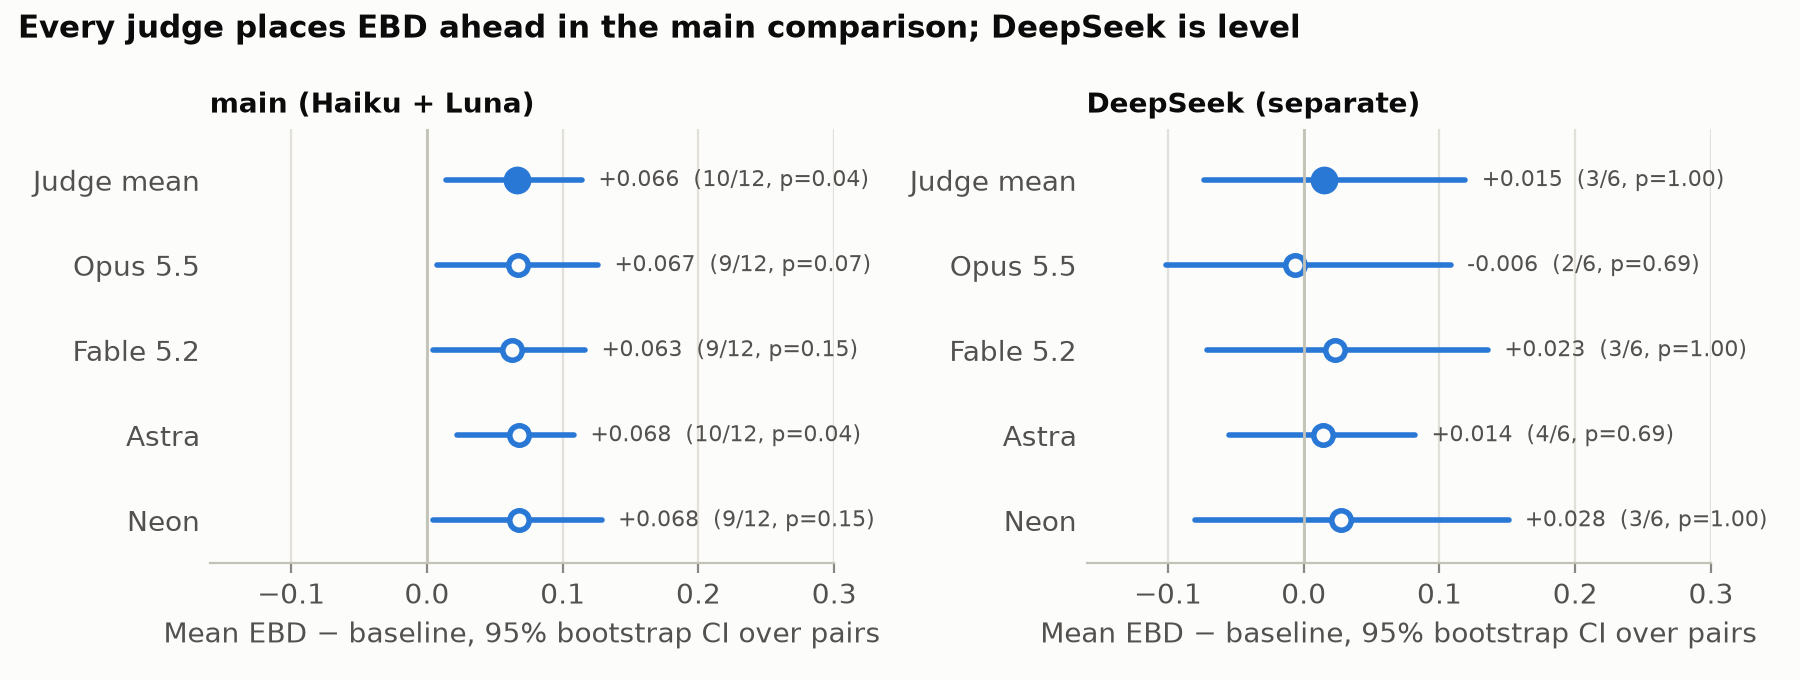 Every judge places EBD ahead in the main comparison; DeepSeek is level
main (Haiku + Luna)
Judge mean
+0.066 (10/12, p=0.04)
Opus 5.5
+0.067 (9/12, p=0.07)
Fable 5.2
+0.063 (9/12, p=0.15)
Astra
+0.068 (10/12, p=0.04)
Neon
+0.068 (9/12, p=0.15)
−0.1 0.0 0.1 0.2 0.3
Mean EBD − baseline, 95% bootstrap CI over pairs
DeepSeek (separate)
Judge mean
+0.015 (3/6, p=1.00)
Opus 5.5
-0.006 (2/6, p=0.69)
Fable 5.2
+0.023 (3/6, p=1.00)
Astra
+0.014 (4/6, p=0.69)
Neon
+0.028 (3/6, p=1.00)
−0.1 0.0 0.1 0.2 0.3
Mean EBD − baseline, 95% bootstrap CI over pairs